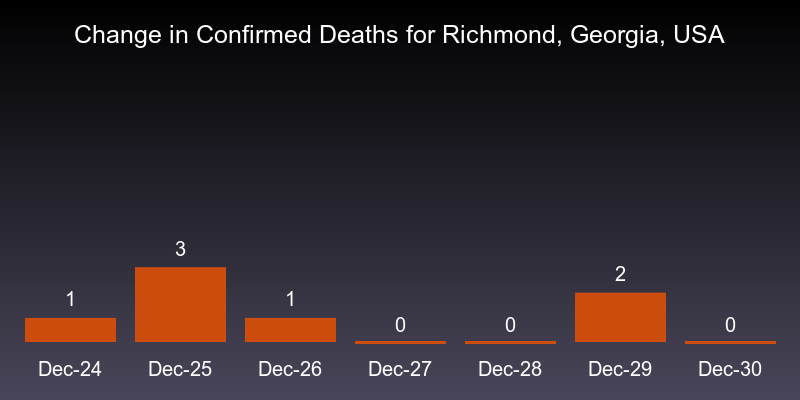 Change in Confirmed Deaths for Richmond, Georgia, USA
1
3
1
0
0
2
0
Dec-24
Dec-25
Dec-26
Dec-27
Dec-28
Dec-29
Dec-30